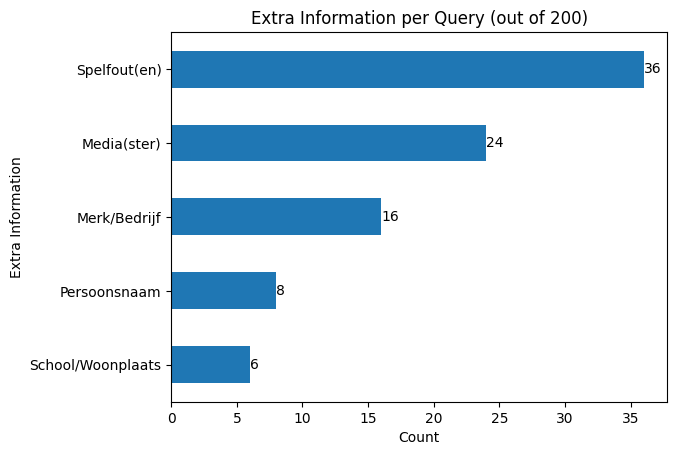 Extra Information per Query (out of 200)
Extra Information
Spelfout(en)
36
Media(ster)
24
Merk/Bedrijf
16
Persoonsnaam
8
School/Woonplaats
6
0 5 10 15 20 25 30 35
Count